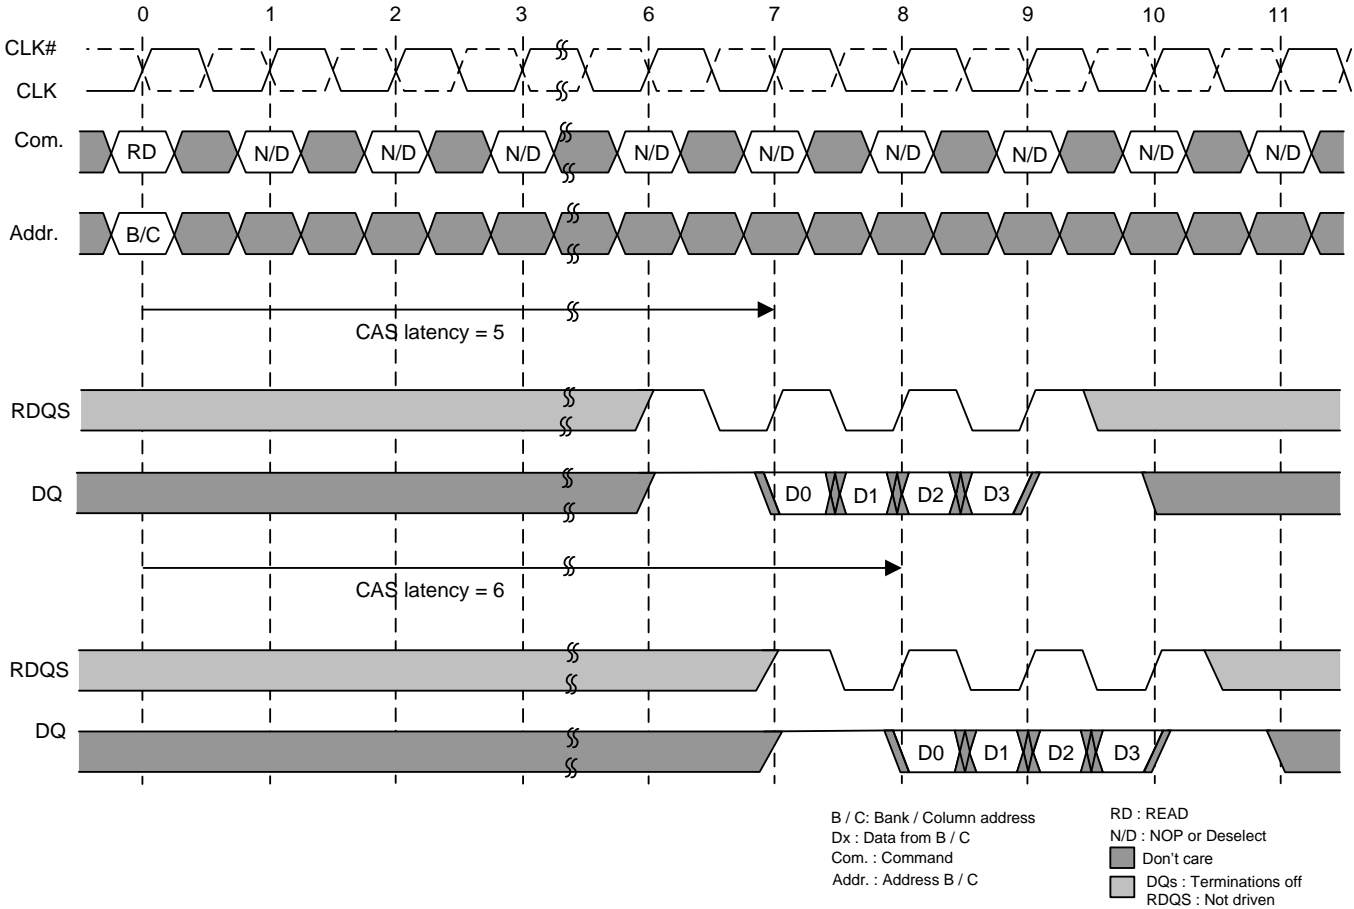 0 1 2 3 6 7 8 9 10 11
CLK#
CLK
Com. RD N/D N/D N/D N/D N/D N/D N/D N/D N/D
Addr. B/C
CAS latency = 5
RDQS
DQ D0 D1 D2 D3
CAS latency = 6
RDQS
DQ D0 D1 D2 D3
B / C: Bank / Column address
Dx : Data from B / C
Com. : Command
Addr. : Address B / C
RD : READ
N/D : NOP or Deselect
Don't care
DQs : Terminations off
RDQS : Not driven